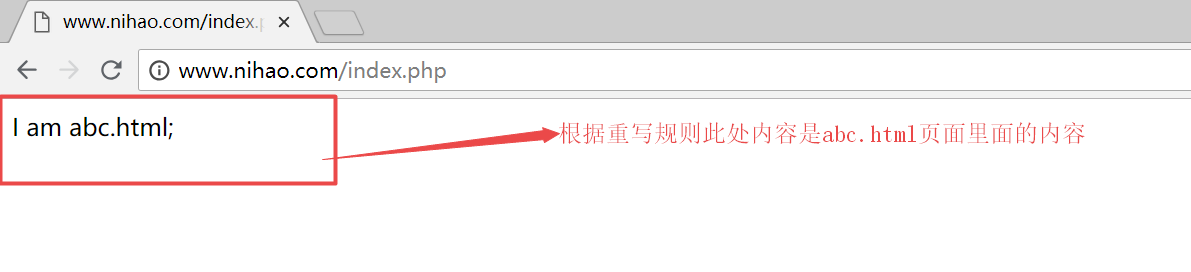 www.nihao.com/index.p
www.nihao.com/index.php
I am abc.html;
根据重写规则此处内容是abc.html页面里面的内容